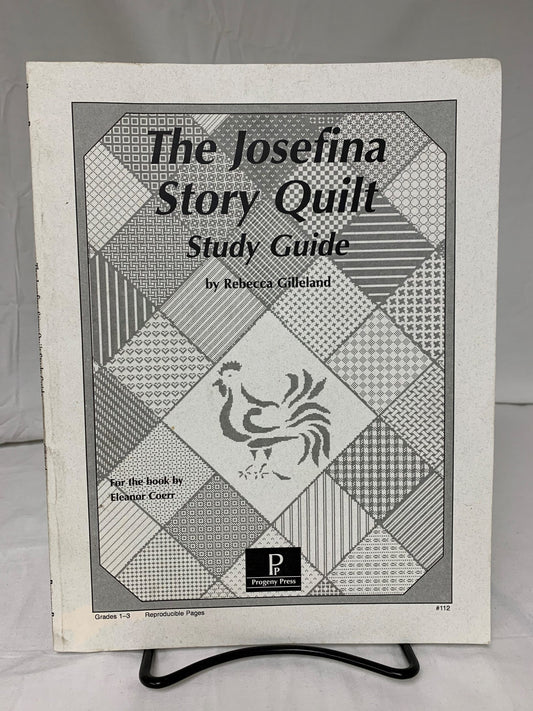 The Josefina
Story Quilt
Study Guide
by Rebecca Gilleland
For the book by
Eleanor Coerr
PP
Progeny Press
Grades 1–3 Reproducible Pages
#112